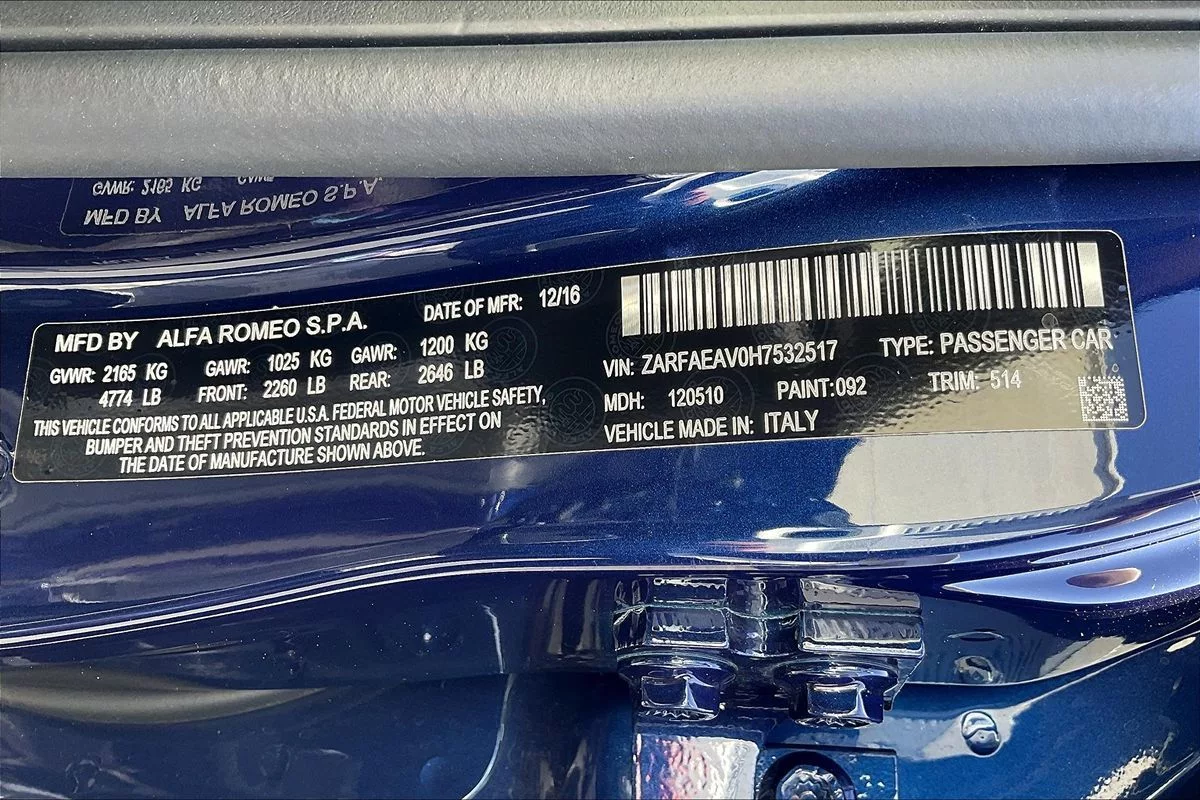 MFD BY ALFA ROMEO S.P.A. DATE OF MFR: 12/16
GVWR: 2165 KG GAWR: 1025 KG GAWR: 1200 KG
4774 LB FRONT: 2260 LB REAR: 2646 LB
THIS VEHICLE CONFORMS TO ALL APPLICABLE U.S.A. FEDERAL MOTOR VEHICLE SAFETY,
BUMPER AND THEFT PREVENTION STANDARDS IN EFFECT ON
THE DATE OF MANUFACTURE SHOWN ABOVE.
VIN: ZARFAEAV0H7532517 TYPE: PASSENGER CAR
MDH: 120510 PAINT: 092 TRIM: 514
VEHICLE MADE IN: ITALY